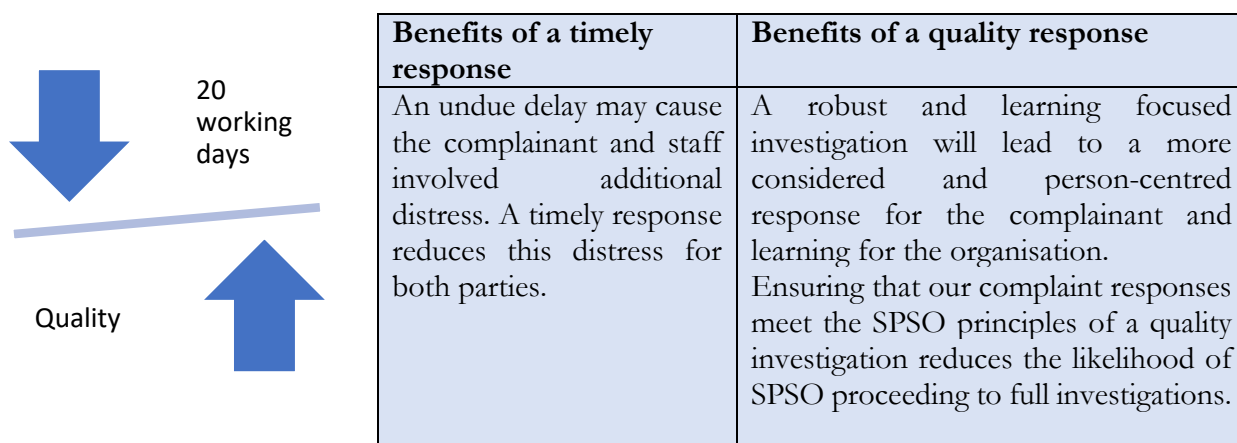 20
working
days
Quality
Benefits of a timely
response
An undue delay may cause
the complainant and staff
involved additional
distress. A timely response
reduces this distress for
both parties.
Benefits of a quality response
A robust and learning focused
investigation will lead to a more
considered and person-centred
response for the complainant and
learning for the organisation.
Ensuring that our complaint responses
meet the SPSO principles of a quality
investigation reduces the likelihood of
SPSO proceeding to full investigations.